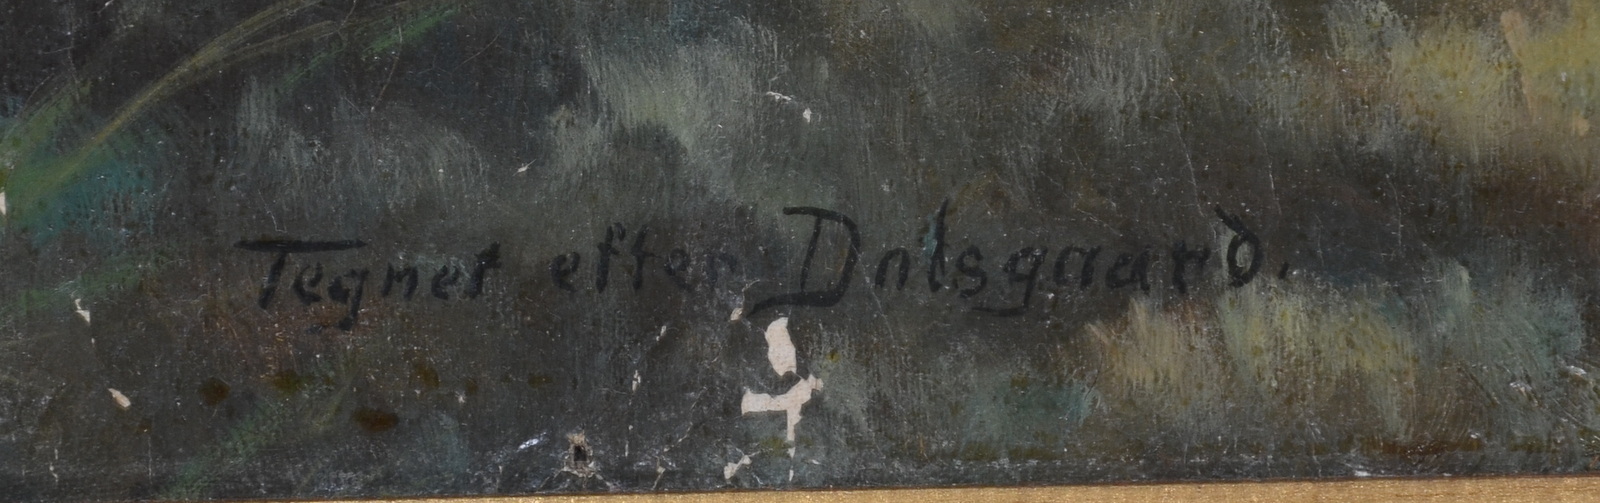 Tegnet efter Dalsgaard.